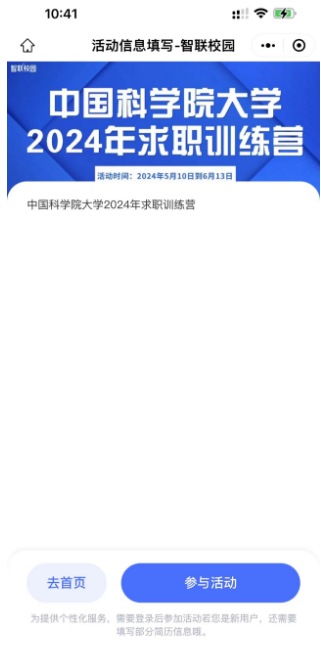 10:41
活动信息填写-智联校园
智联校园
中国科学院大学
2024年求职训练营
活动时间：2024年5月10日到6月13日
中国科学院大学2024年求职训练营
去首页
参与活动
为提供个性化服务，需要登录后参加活动若您是新用户，还需要
填写部分简历信息哦。